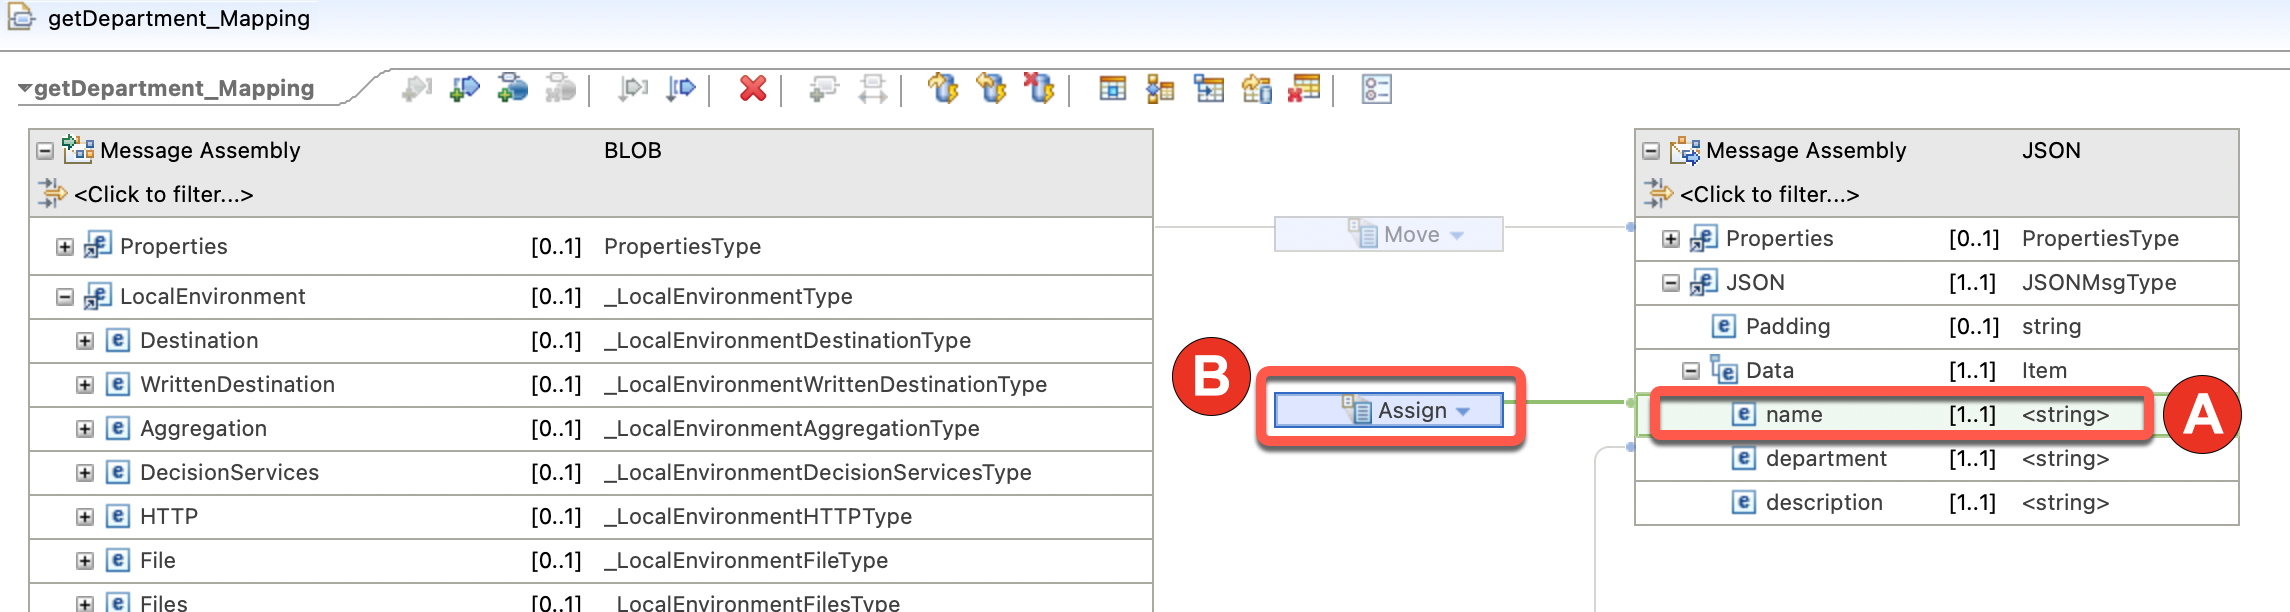 getDepartment_Mapping
getDepartment_Mapping
Message Assembly BLOB
<Click to filter...>
Properties [0..1] PropertiesType
LocalEnvironment [0..1] _LocalEnvironmentType
Destination [0..1] _LocalEnvironmentDestinationType
WrittenDestination [0..1] _LocalEnvironmentWrittenDestinationType
Aggregation [0..1] _LocalEnvironmentAggregationType
DecisionServices [0..1] _LocalEnvironmentDecisionServicesType
HTTP [0..1] _LocalEnvironmentHTTPType
File [0..1] _LocalEnvironmentFileType
Files [0..1] _LocalEnvironmentFilesType
Move
B
Assign
Message Assembly JSON
<Click to filter...>
Properties [0..1] PropertiesType
JSON [1..1] JSONMsgType
Padding [0..1] string
Data [1..1] Item
name [1..1] <string>
A
department [1..1] <string>
description [1..1] <string>